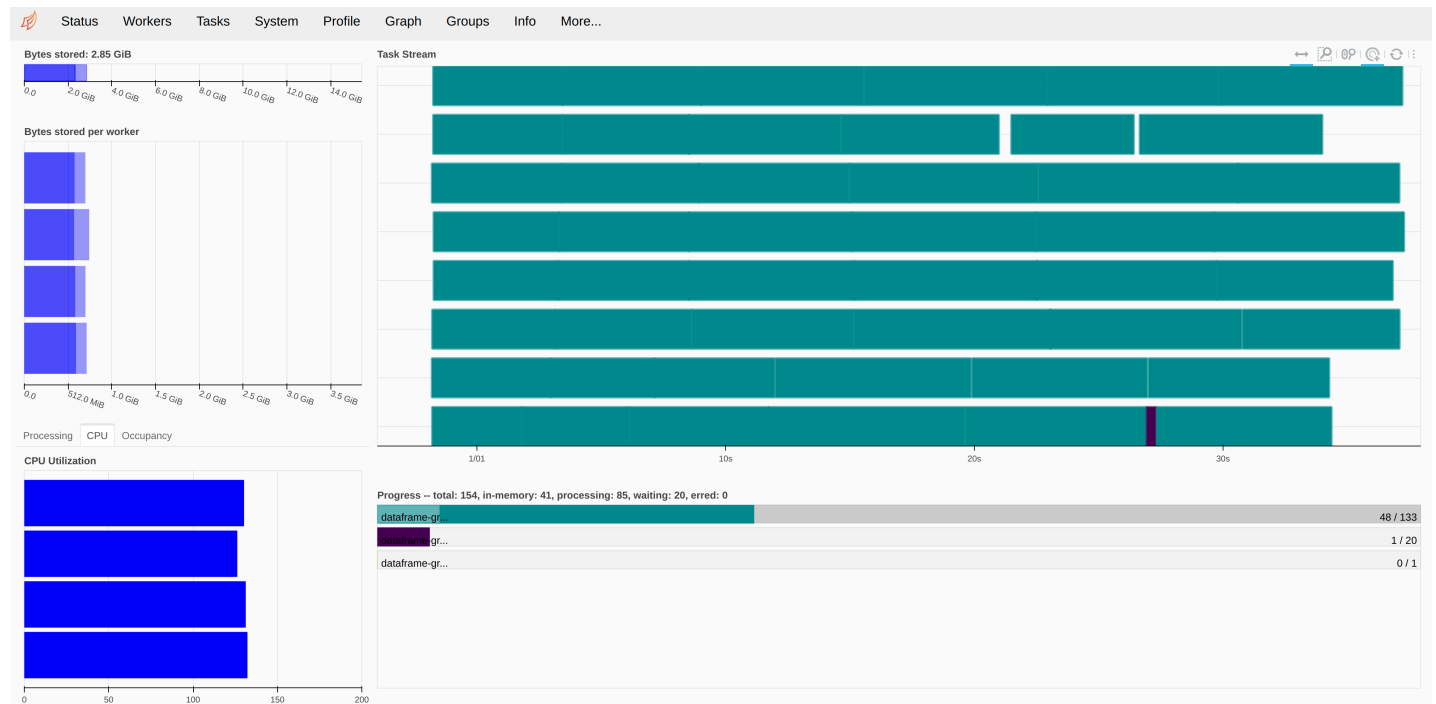 Status Workers Tasks System Profile Graph Groups Info More...
Bytes stored: 2.85 GiB
0.0 2.0 GiB 4.0 GiB 6.0 GiB 8.0 GiB 10.0 GiB 12.0 GiB 14.0 GiB
Bytes stored per worker
0.0 512.0 MiB 1.0 GiB 1.5 GiB 2.0 GiB 2.5 GiB 3.0 GiB 3.5 GiB
Processing CPU Occupancy
CPU Utilization
0 50 100 150 200
Task Stream
1/01 10s 20s 30s
Progress -- total: 154, in-memory: 41, processing: 85, waiting: 20, erred: 0
dataframe-gr... 48 / 133
dataframe-gr... 1 / 20
dataframe-gr... 0 / 1